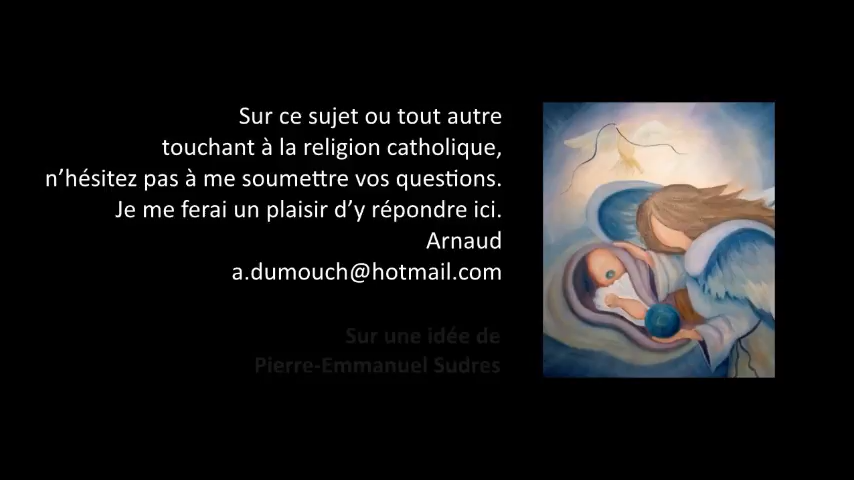 Sur ce sujet ou tout autre
touchant à la religion catholique,
n’hésitez pas à me soumettre vos questions.
Je me ferai un plaisir d’y répondre ici.
Arnaud
a.dumouch@hotmail.com
Sur une idée de
Pierre-Emmanuel Sudres